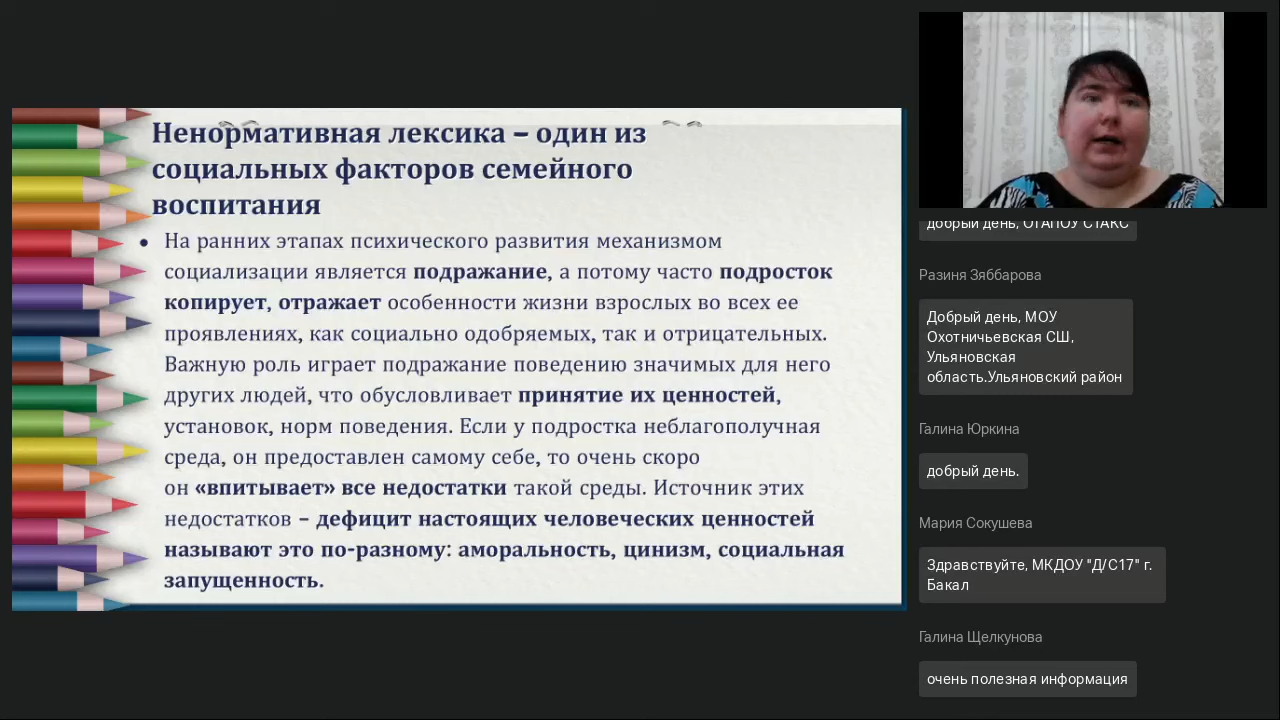 Ненормативная лексика – один из
социальных факторов семейного
воспитания
• На ранних этапах психического развития механизмом
социализации является подражание, а потому часто подросток
копирует, отражает особенности жизни взрослых во всех ее
проявлениях, как социально одобряемых, так и отрицательных.
Важную роль играет подражание поведению значимых для него
других людей, что обусловливает принятие их ценностей,
установок, норм поведения. Если у подростка неблагополучная
среда, он предоставлен самому себе, то очень скоро
он «впитывает» все недостатки такой среды. Источник этих
недостатков – дефицит настоящих человеческих ценностей
называют это по-разному: аморальность, цинизм, социальная
запущенность.
добрый день, ОГАПОУ СТАКС
Разиня Зяббарова
Добрый день, МОУ
Охотничьевская СШ,
Ульяновская
область.Ульяновский район
Галина Юркина
добрый день.
Мария Сокушева
Здравствуйте, МКДОУ "Д/С17" г.
Бакал
Галина Щелкунова
очень полезная информация